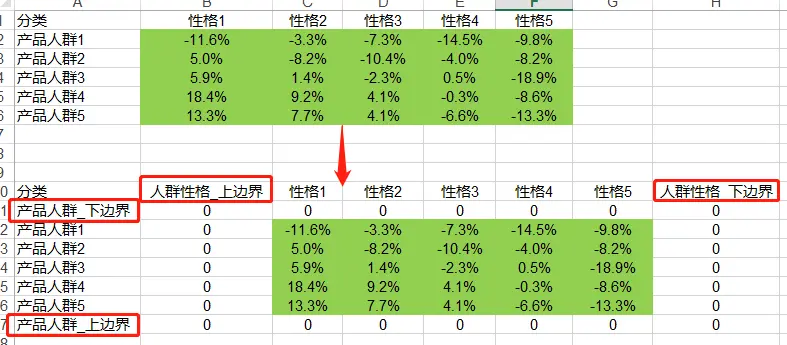 A B C D E F G H
1 分类 性格1 性格2 性格3 性格4 性格5
2 产品人群1 -11.6% -3.3% -7.3% -14.5% -9.8%
3 产品人群2 5.0% -8.2% -10.4% -4.0% -8.2%
4 产品人群3 5.9% 1.4% -2.3% 0.5% -18.9%
5 产品人群4 18.4% 9.2% 4.1% -0.3% -8.6%
6 产品人群5 13.3% 7.7% 4.1% -6.6% -13.3%
7
8
9
0 分类 人群性格_上边界 性格1 性格2 性格3 性格4 性格5 人群性格_下边界
1 产品人群_下边界 0 0 0 0 0 0 0
2 产品人群1 0 -11.6% -3.3% -7.3% -14.5% -9.8% 0
3 产品人群2 0 5.0% -8.2% -10.4% -4.0% -8.2% 0
4 产品人群3 0 5.9% 1.4% -2.3% 0.5% -18.9% 0
5 产品人群4 0 18.4% 9.2% 4.1% -0.3% -8.6% 0
6 产品人群5 0 13.3% 7.7% 4.1% -6.6% -13.3% 0
7 产品人群_上边界 0 0 0 0 0 0 0
8